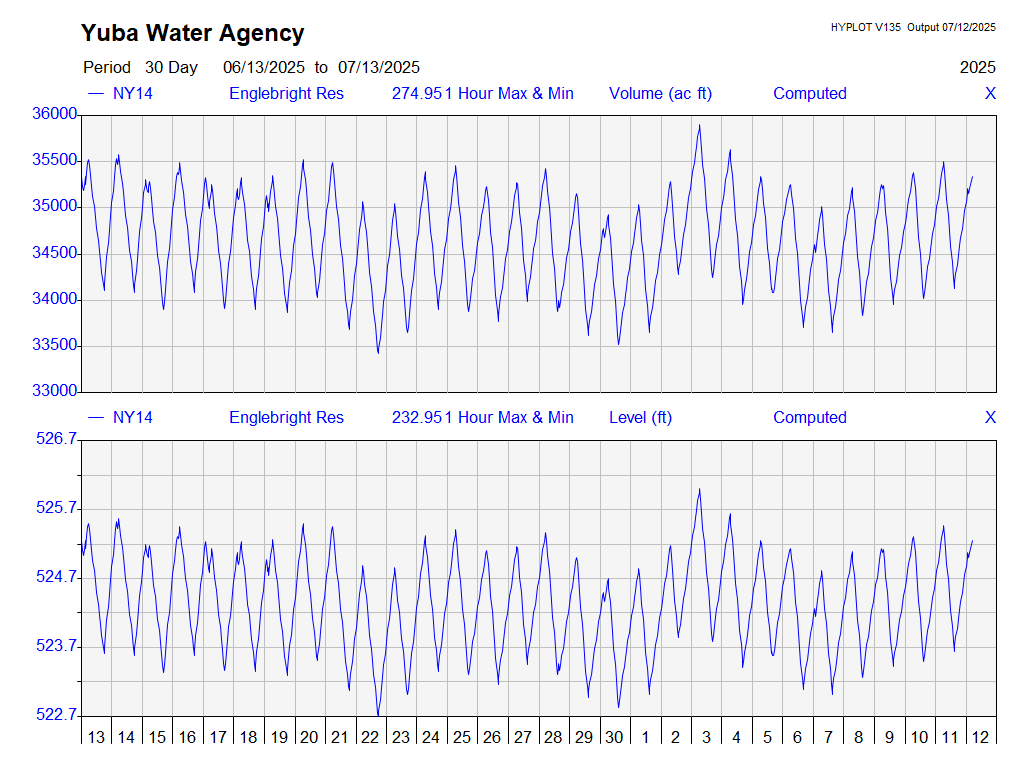 Yuba Water Agency
HYPLOT V135 Output 07/12/2025
Period 30 Day 06/13/2025 to 07/13/2025
2025
— NY14 Englebright Res 274.951 Hour Max & Min Volume (ac ft) Computed X
36000
35500
35000
34500
34000
33500
33000
— NY14 Englebright Res 232.951 Hour Max & Min Level (ft) Computed X
526.7
525.7
524.7
523.7
522.7
13 14 15 16 17 18 19 20 21 22 23 24 25 26 27 28 29 30 1 2 3 4 5 6 7 8 9 10 11 12